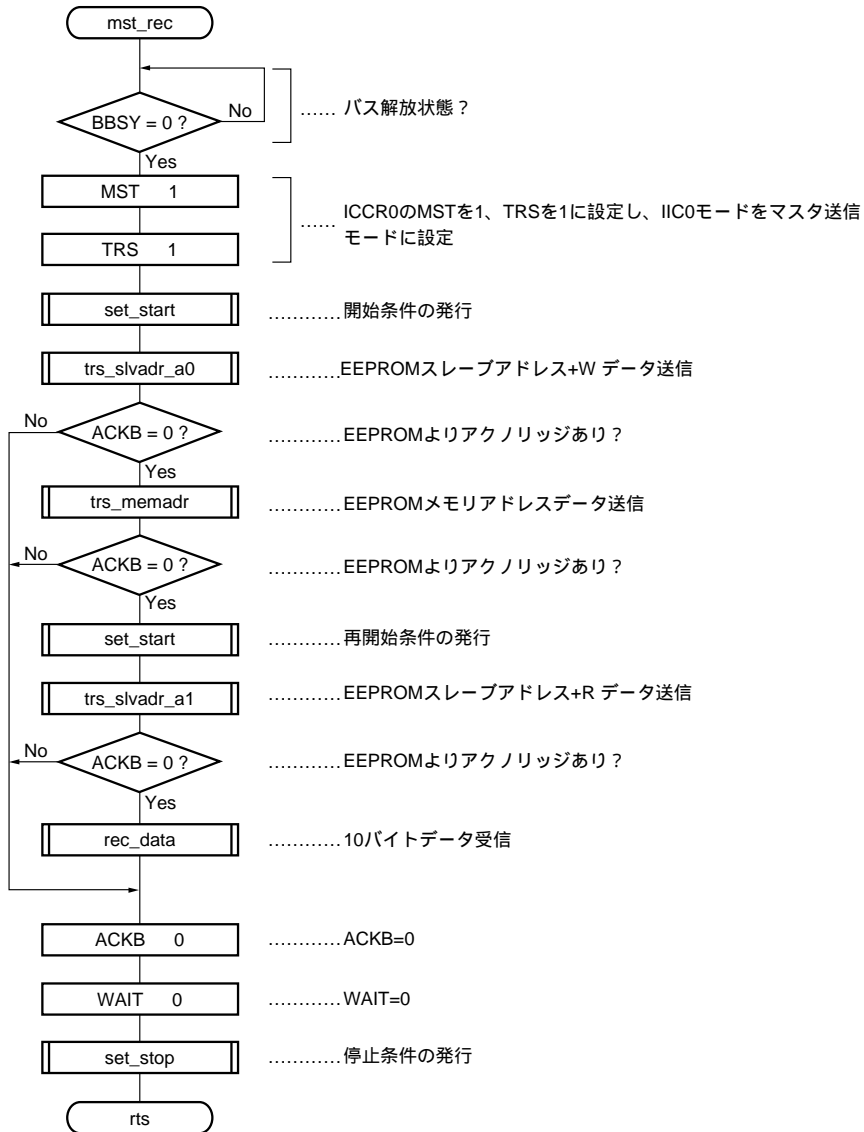 mst_rec
BBSY = 0 ?
No
...... バス解放状態？
Yes
MST 1
...... ICCR0のMSTを1、TRSを1に設定し、IIC0モードをマスタ送信
モードに設定
TRS 1
set_start
............開始条件の発行
trs_slvadr_a0
............EEPROMスレーブアドレス+W データ送信
No
ACKB = 0 ?
............EEPROMよりアクノリッジあり？
Yes
trs_memadr
............EEPROMメモリアドレスデータ送信
No
ACKB = 0 ?
............EEPROMよりアクノリッジあり？
Yes
set_start
............再開始条件の発行
trs_slvadr_a1
............EEPROMスレーブアドレス+R データ送信
No
ACKB = 0 ?
............EEPROMよりアクノリッジあり？
Yes
rec_data
............10バイトデータ受信
ACKB 0
............ACKB=0
WAIT 0
............WAIT=0
set_stop
............停止条件の発行
rts